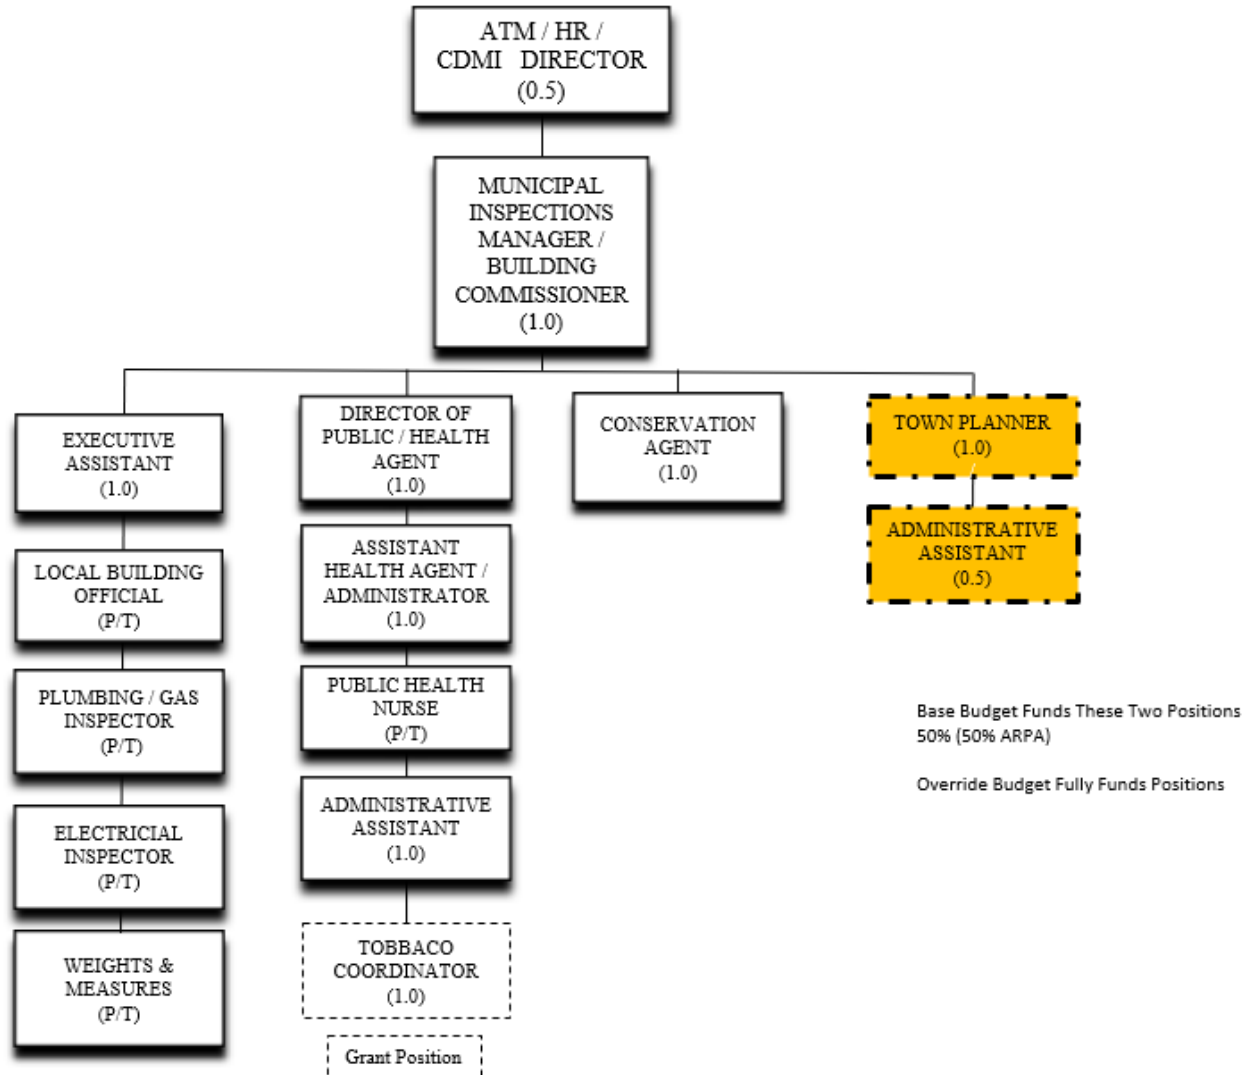 ATM / HR /
CDMI DIRECTOR
(0.5)
MUNICIPAL
INSPECTIONS
MANAGER /
BUILDING
COMMISSIONER
(1.0)
EXECUTIVE
ASSISTANT
(1.0)
LOCAL BUILDING
OFFICIAL
(P/T)
PLUMBING / GAS
INSPECTOR
(P/T)
ELECTRICIAL
INSPECTOR
(P/T)
WEIGHTS &
MEASURES
(P/T)
DIRECTOR OF
PUBLIC / HEALTH
AGENT
(1.0)
ASSISTANT
HEALTH AGENT /
ADMINISTRATOR
(1.0)
PUBLIC HEALTH
NURSE
(P/T)
ADMINISTRATIVE
ASSISTANT
(1.0)
TOBBACO
COORDINATOR
(1.0)
Grant Position
CONSERVATION
AGENT
(1.0)
TOWN PLANNER
(1.0)
ADMINISTRATIVE
ASSISTANT
(0.5)
Base Budget Funds These Two Positions
50% (50% ARPA)
Override Budget Fully Funds Positions